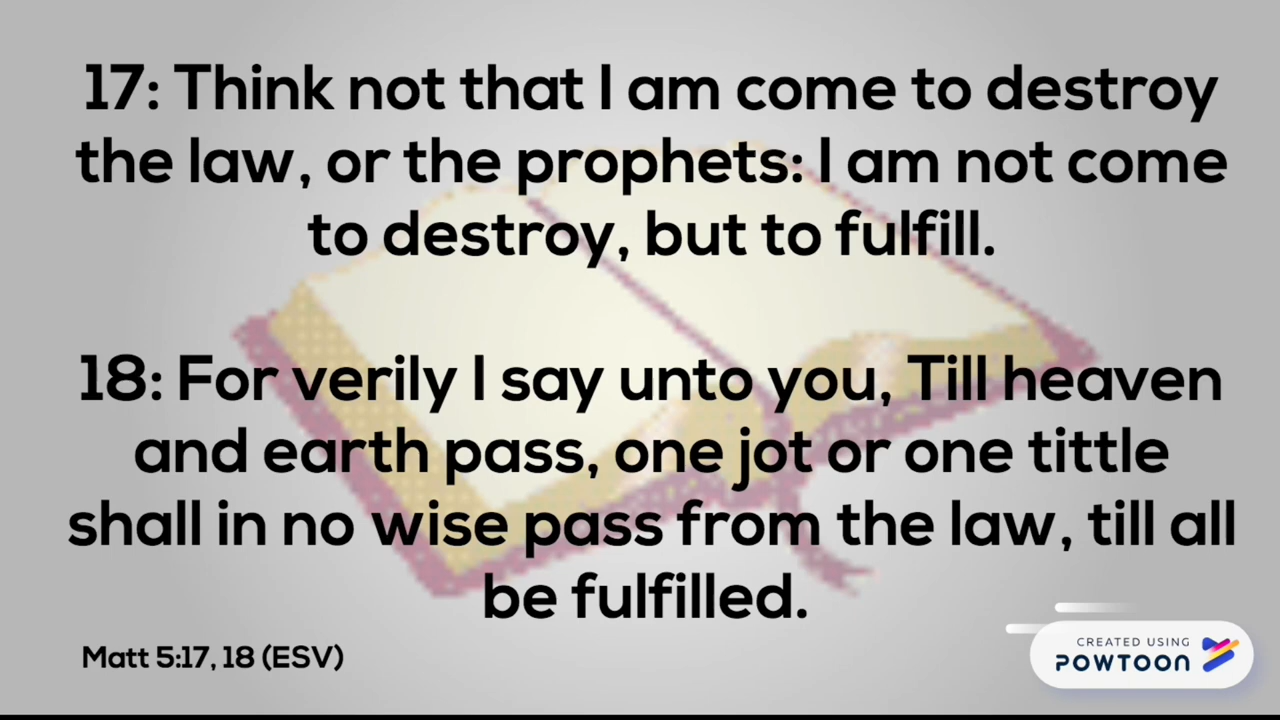 17: Think not that I am come to destroy
the law, or the prophets: I am not come
to destroy, but to fulfill.
18: For verily I say unto you, Till heaven
and earth pass, one jot or one tittle
shall in no wise pass from the law, till all
be fulfilled.
Matt 5:17, 18 (ESV)
CREATED USING
POWTOON